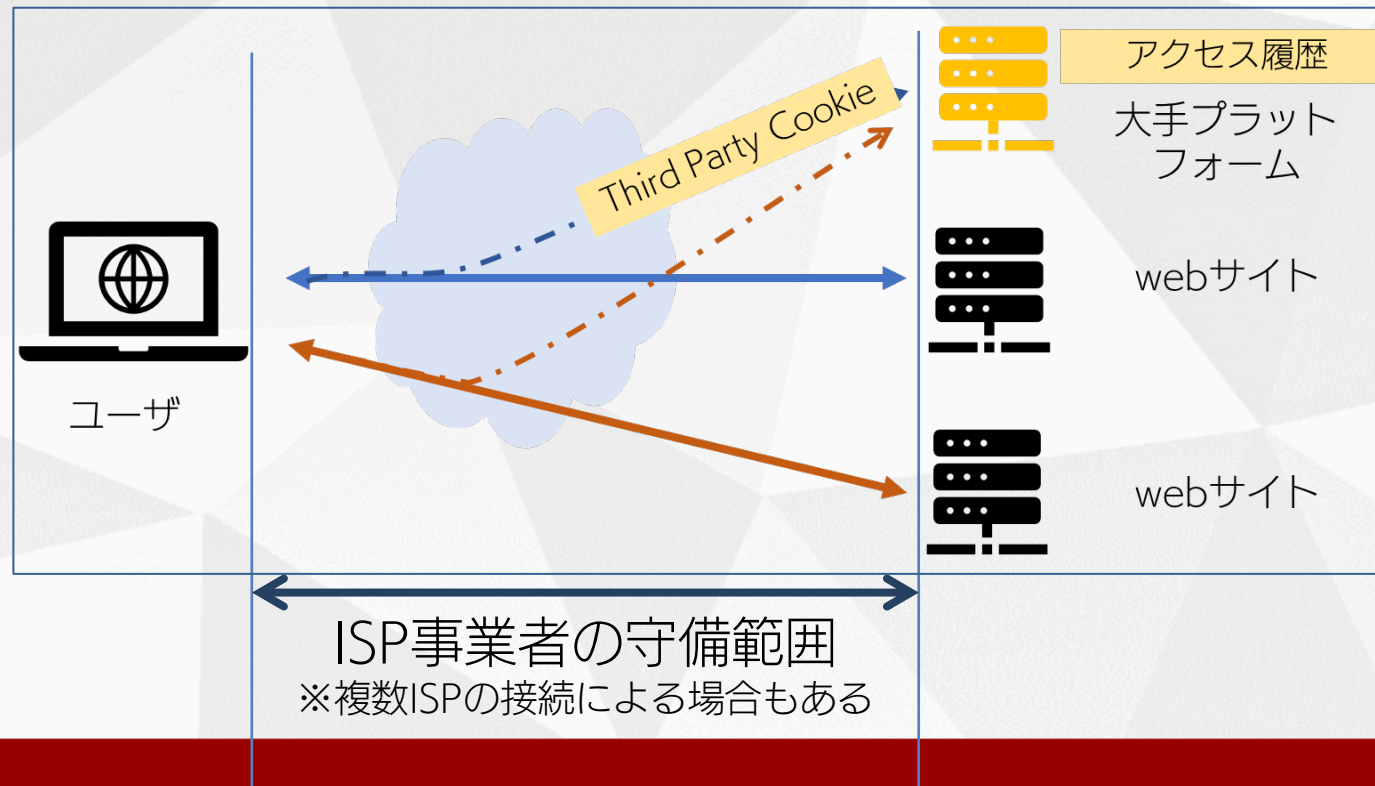 アクセス履歴
大手プラット
フォーム
Third Party Cookie
webサイト
ユーザ
webサイト
ISP事業者の守備範囲
※複数ISPの接続による場合もある